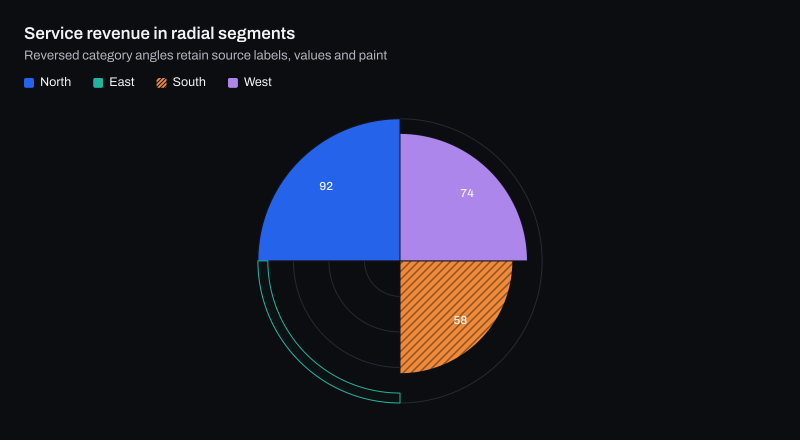 Service revenue in radial segments
Reversed category angles retain source labels, values and paint
North East South West
92
74
58